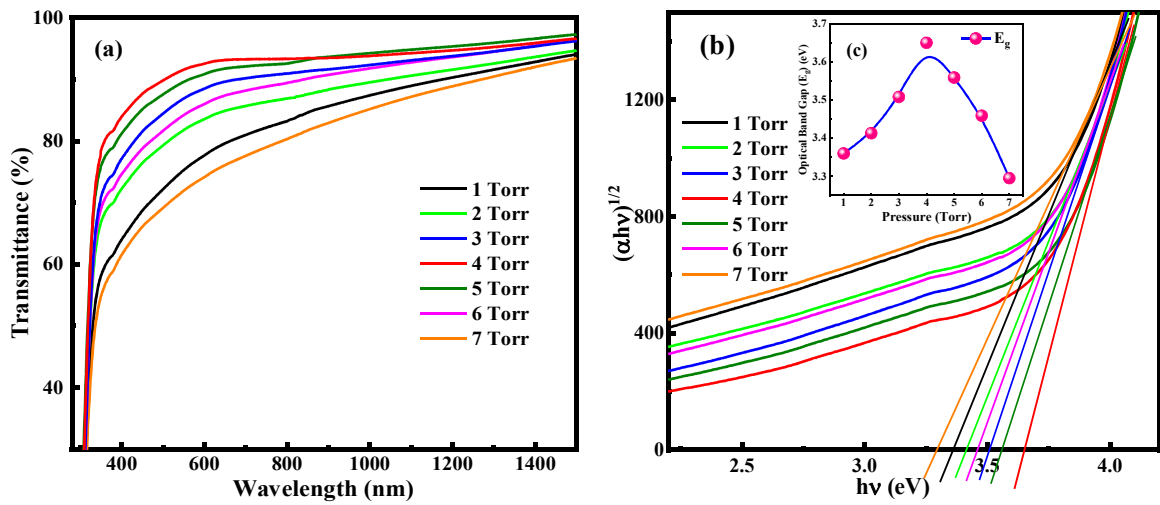 (a)
100
80
60
40
Transmittance (%)
400 600 800 1000 1200 1400
Wavelength (nm)
1 Torr
2 Torr
3 Torr
4 Torr
5 Torr
6 Torr
7 Torr
(b)
1200
800
400
0
(αhν)1/2
2.5 3.0 3.5 4.0
hν (eV)
1 Torr
2 Torr
3 Torr
4 Torr
5 Torr
6 Torr
7 Torr
(c)
Eg
3.7
3.6
3.5
3.4
3.3
Optical Band Gap (Eg) (eV)
1 2 3 4 5 6 7
Pressure (Torr)